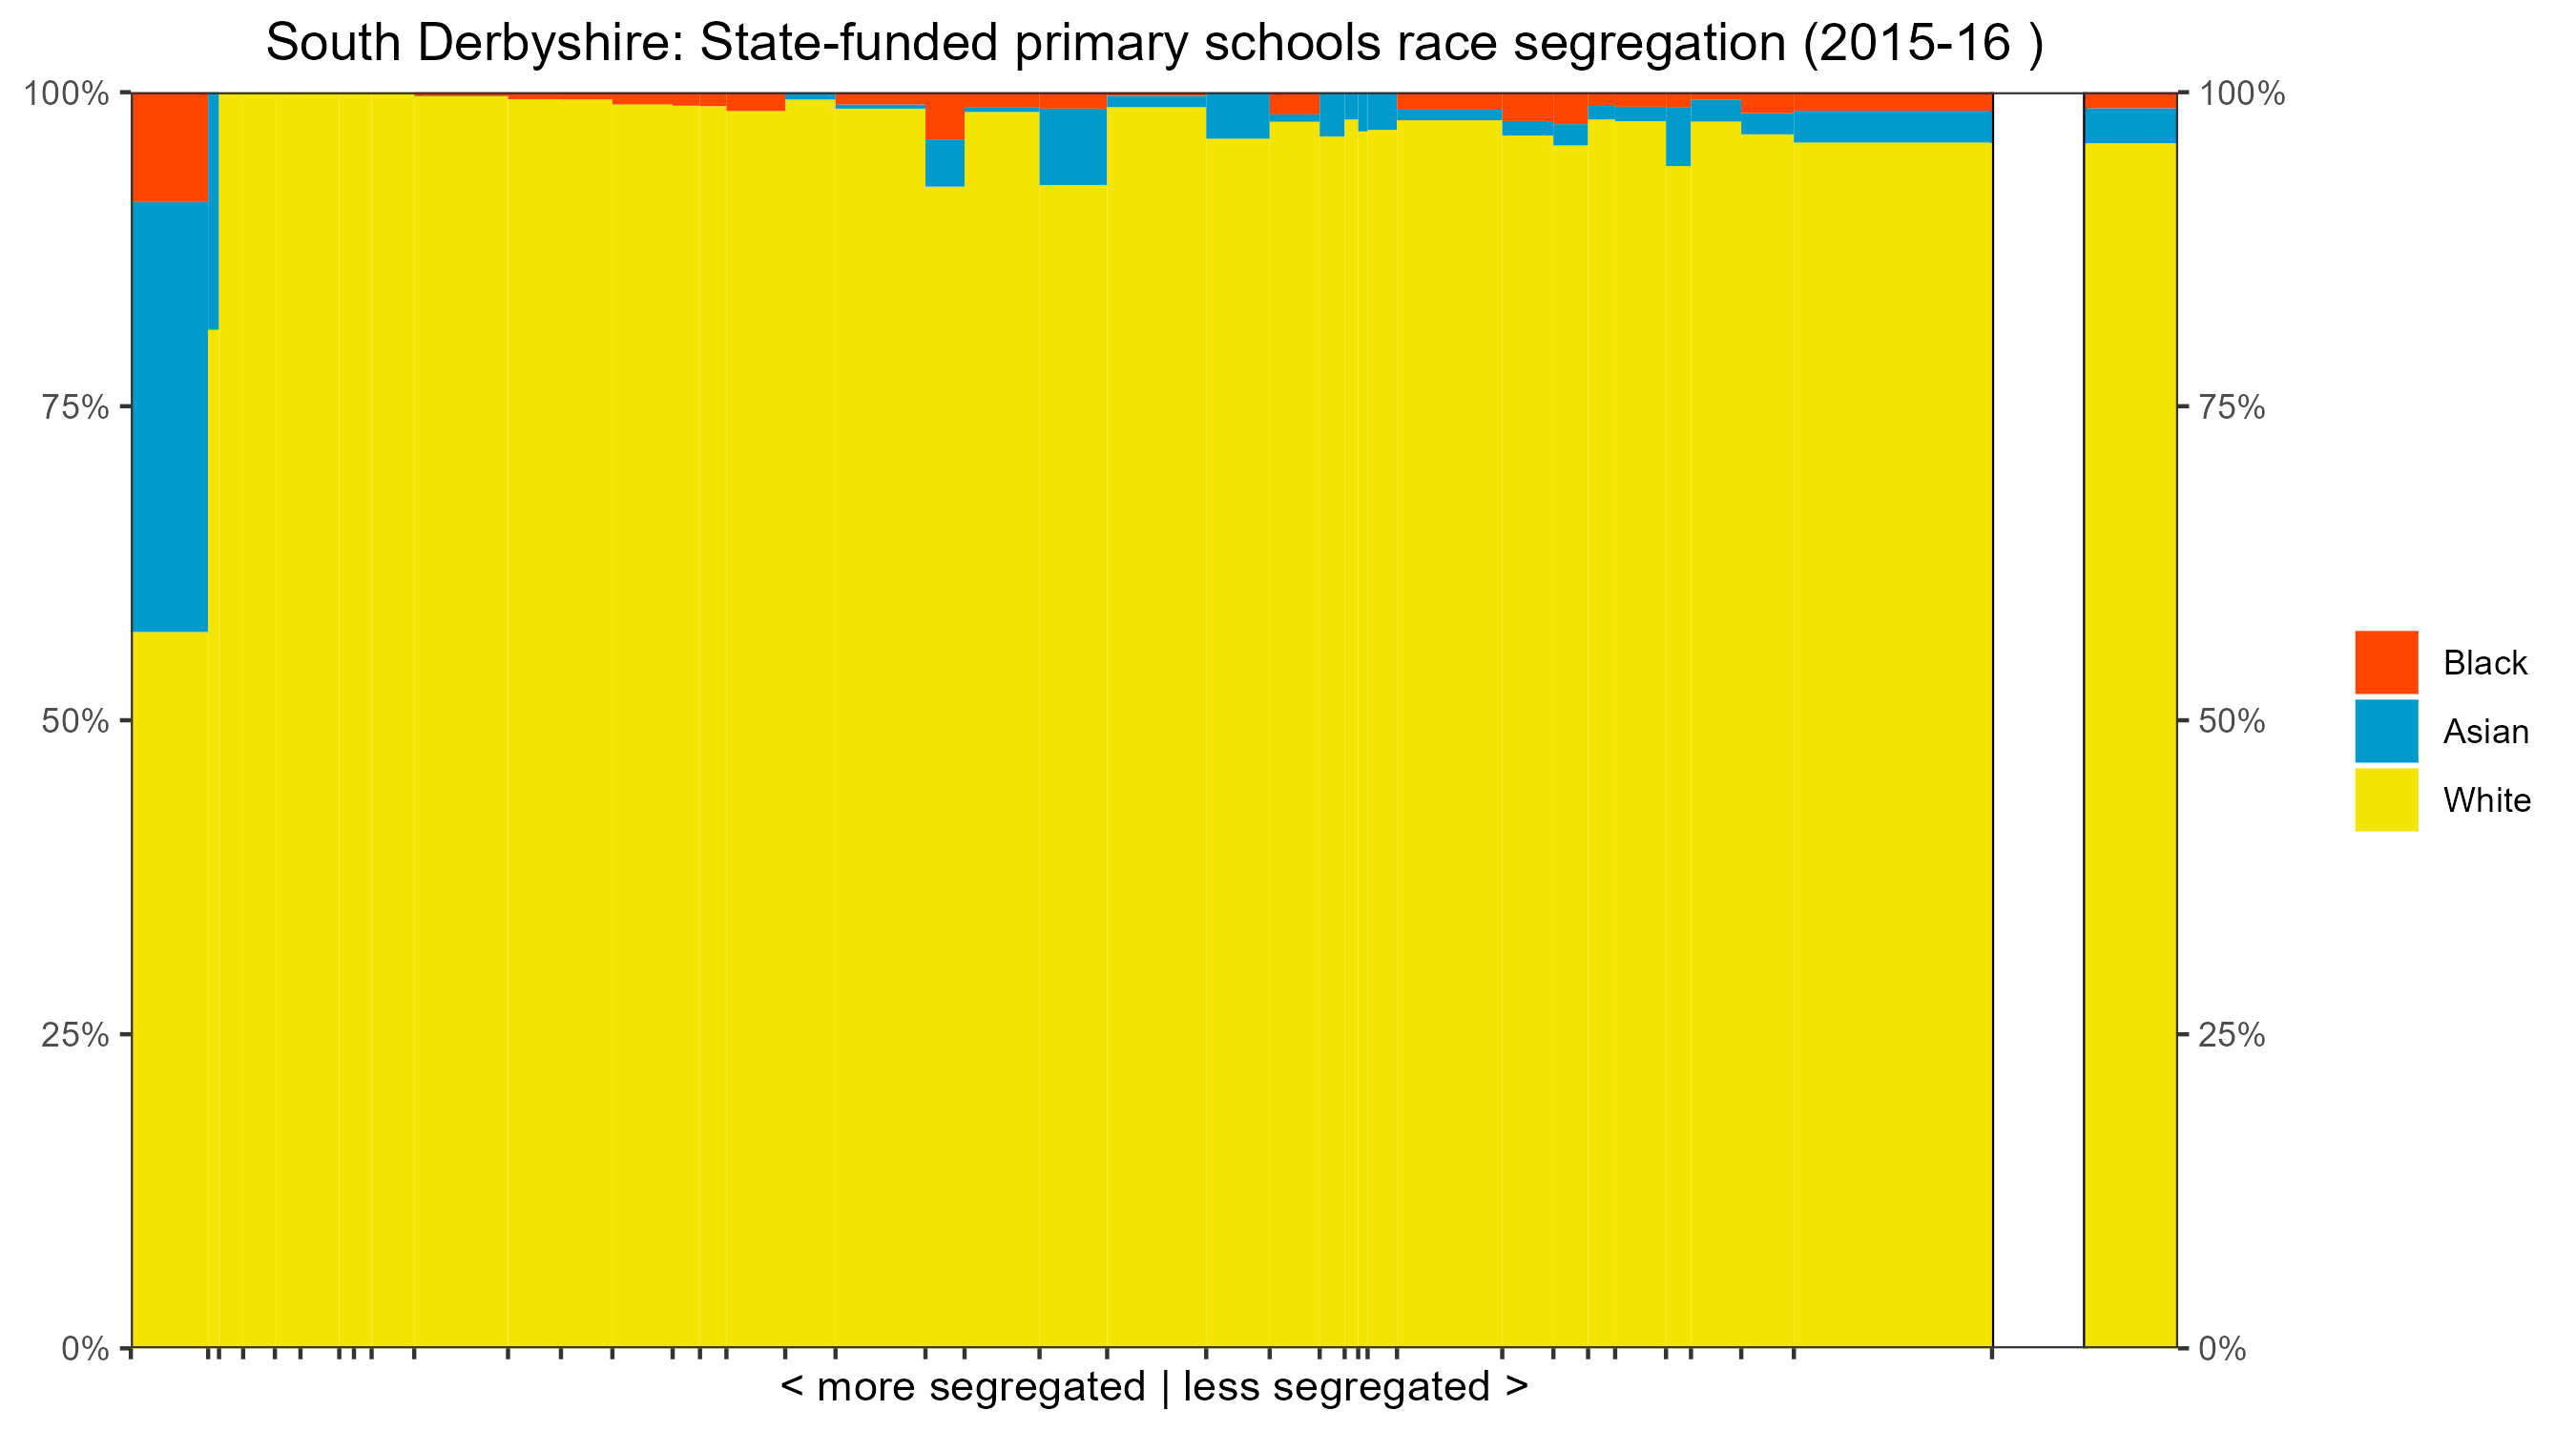 South Derbyshire: State-funded primary schools race segregation (2015-16 )
100%
75%
50%
25%
0%
100%
75%
50%
25%
0%
Black
Asian
White
< more segregated | less segregated >